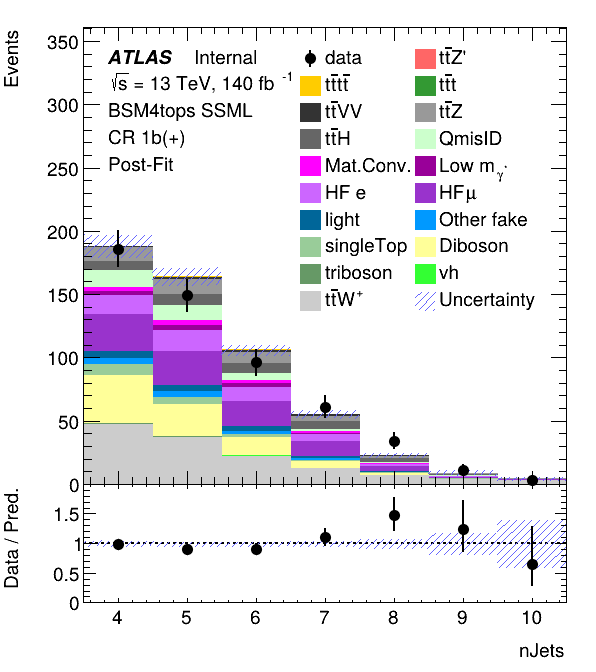 Events
350
300
250
200
150
100
50
0
ATLAS Internal
√s = 13 TeV, 140 fb⁻¹
BSM4tops SSML
CR 1b(+)
Post-Fit
data
tt̄Z'
tt̄tt̄
tt̄t
tt̄VV
tt̄Z
tt̄H
QmisID
Mat.Conv.
Low m_γ*
HF e
HF μ
light
Other fake
singleTop
Diboson
triboson
vh
tt̄W⁺
Uncertainty
Data / Pred.
1.5
1
0.5
0
4 5 6 7 8 9 10
nJets